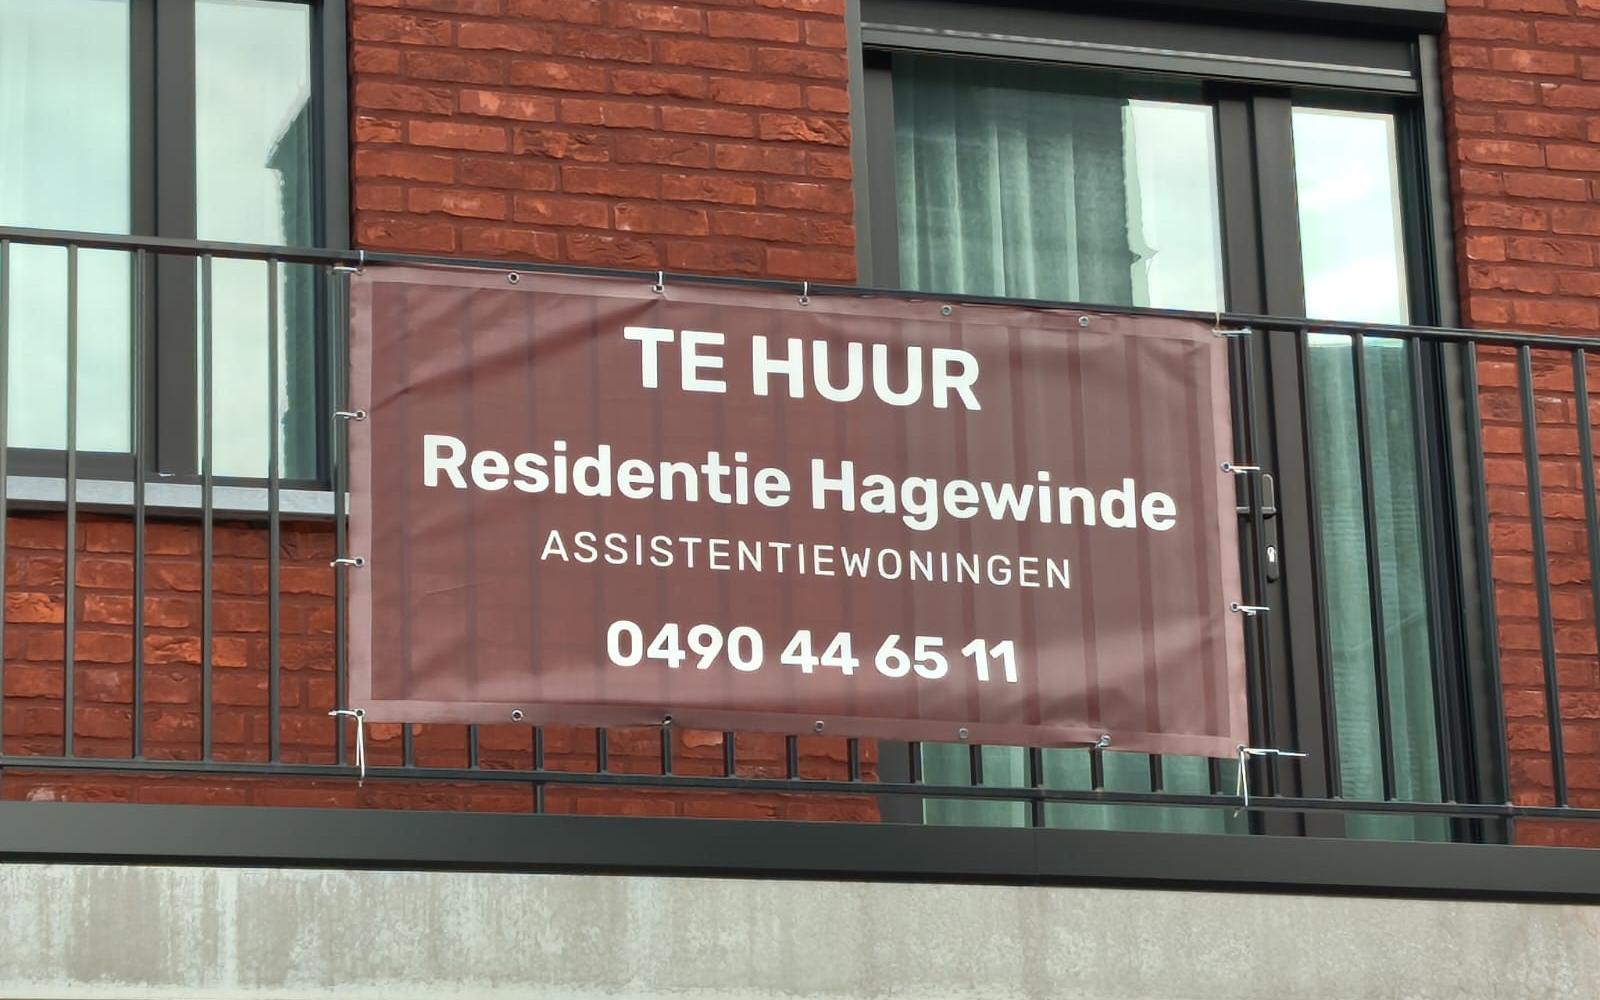 TE HUUR
Residentie Hagewinde
ASSISTENTIEWONINGEN
0490 44 65 11